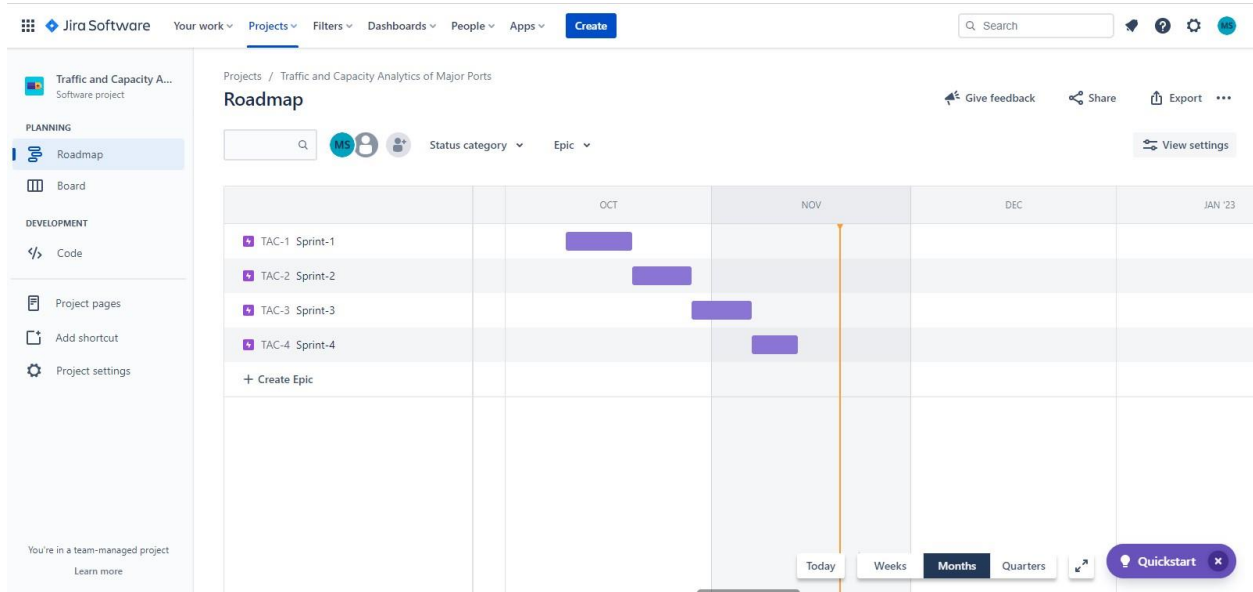 Jira Software Your work Projects Filters Dashboards People Apps Create Search MS
Traffic and Capacity A...
Software project
PLANNING
Roadmap
Board
DEVELOPMENT
Code
Project pages
Add shortcut
Project settings
You're in a team-managed project
Learn more
Projects / Traffic and Capacity Analytics of Major Ports
Roadmap
Give feedback Share Export
MS Status category Epic View settings
OCT NOV DEC JAN '23
TAC-1 Sprint-1
TAC-2 Sprint-2
TAC-3 Sprint-3
TAC-4 Sprint-4
+ Create Epic
Today Weeks Months Quarters Quickstart